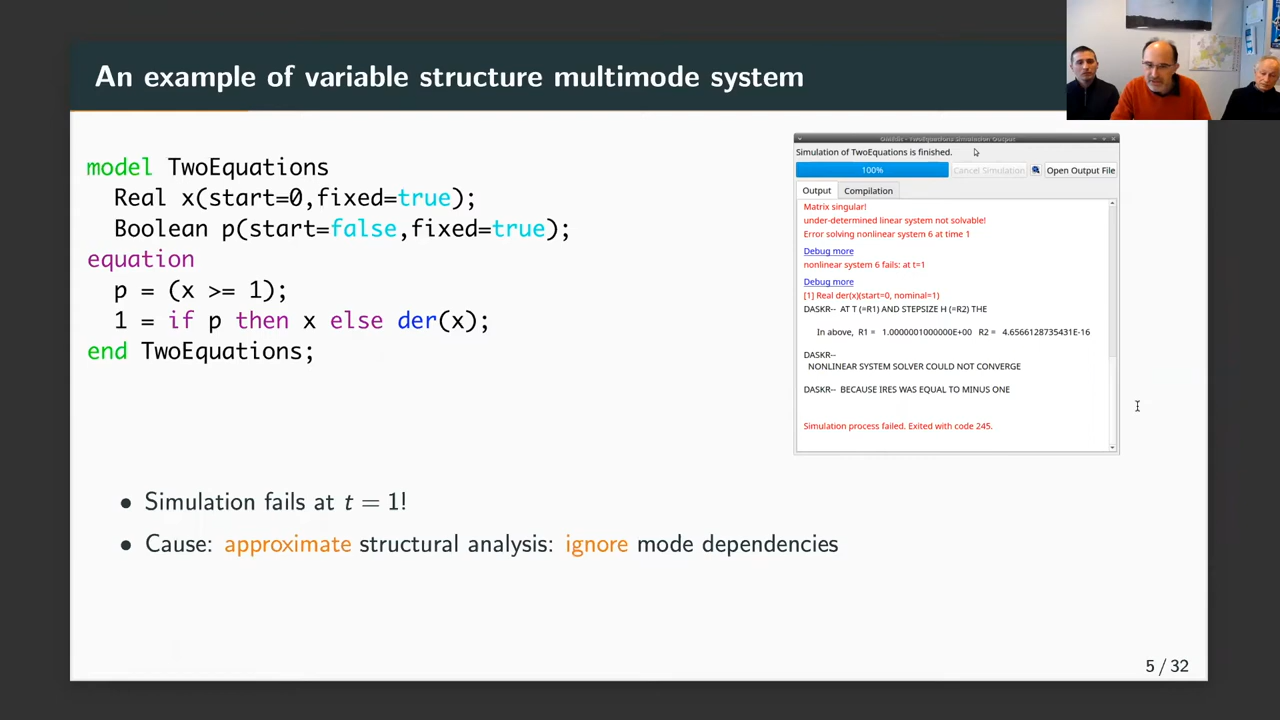 An example of variable structure multimode system
model TwoEquations
Real x(start=0,fixed=true);
Boolean p(start=false,fixed=true);
equation
p = (x >= 1);
1 = if p then x else der(x);
end TwoEquations;
OMEdit - TwoEquations Simulation Output
Simulation of TwoEquations is finished.
100%
Cancel Simulation
Open Output File
Output
Compilation
Matrix singular!
under-determined linear system not solvable!
Error solving nonlinear system 6 at time 1
Debug more
nonlinear system 6 fails: at t=1
Debug more
[1] Real der(x)(start=0, nominal=1)
DASKR-- AT T (=R1) AND STEPSIZE H (=R2) THE
In above, R1 = 1.0000001000000E+00 R2 = 4.6566128735431E-16
DASKR--
NONLINEAR SYSTEM SOLVER COULD NOT CONVERGE
DASKR-- BECAUSE IRES WAS EQUAL TO MINUS ONE
Simulation process failed. Exited with code 245.
• Simulation fails at t = 1!
• Cause: approximate structural analysis: ignore mode dependencies
5 / 32